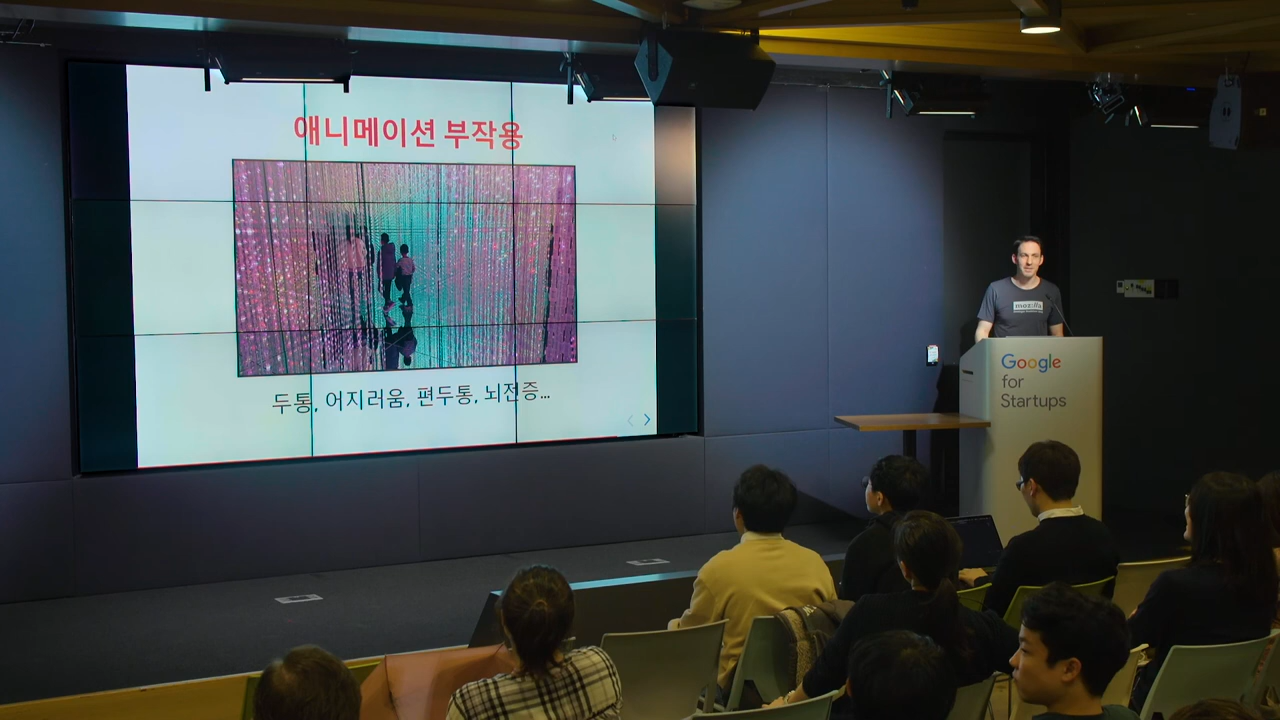 애니메이션 부작용
두통, 어지러움, 편두통, 뇌전증...
moz://a
Google
for
Startups